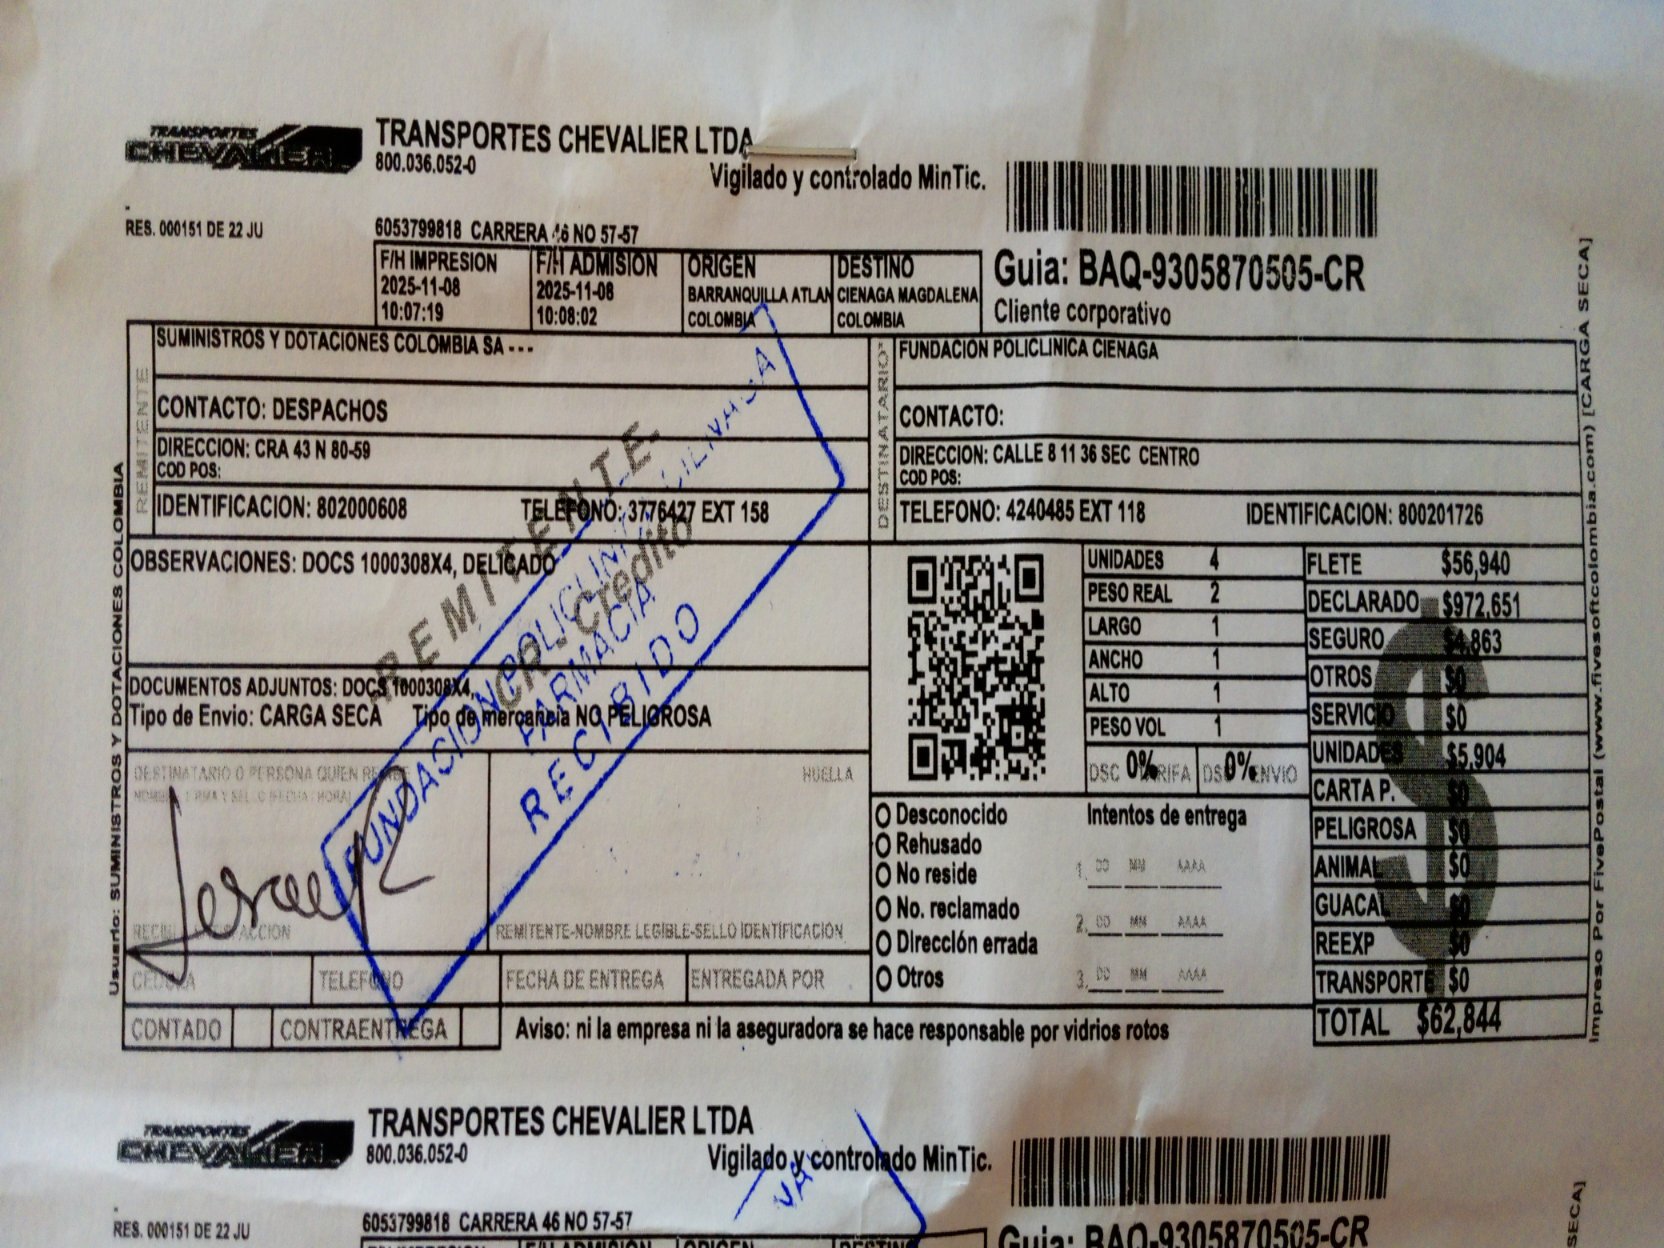 TRANSPORTES
CHEVALIER
TRANSPORTES CHEVALIER LTDA
800.036.052-0
Vigilado y controlado MinTic.
RES. 000151 DE 22 JU
6053799818 CARRERA 46 NO 57-57
F/H IMPRESION
2025-11-08
10:07:19
F/H ADMISION
2025-11-08
10:08:02
ORIGEN
BARRANQUILLA ATLAN
COLOMBIA
DESTINO
CIENAGA MAGDALENA
COLOMBIA
Guia: BAQ-9305870505-CR
Cliente corporativo
REMITENTE
SUMINISTROS Y DOTACIONES COLOMBIA SA - - -
CONTACTO: DESPACHOS
DIRECCION: CRA 43 N 80-59
COD POS:
IDENTIFICACION: 802000608 TELEFONO: 3776427 EXT 158
DESTINATARIO"
FUNDACION POLICLINICA CIENAGA
CONTACTO:
DIRECCION: CALLE 8 11 36 SEC CENTRO
COD POS:
TELEFONO: 4240485 EXT 118 IDENTIFICACION: 800201726
OBSERVACIONES: DOCS 1000308X4, DELICADO
DOCUMENTOS ADJUNTOS: DOCS 1000308X4,
Tipo de Envio: CARGA SECA Tipo de mercancia NO PELIGROSA
-REMITENTE-
CR - Credito
FUNDACION POLICLINICA CIENAGA
FARMACIA
RECIBIDO
UNIDADES 4
PESO REAL 2
LARGO 1
ANCHO 1
ALTO 1
PESO VOL 1
DSC 0% RIFA DS 0% ENVIO
FLETE $56,940
DECLARADO $972,651
SEGURO $4,863
OTROS $0
SERVICIO $0
UNIDADES $5,904
CARTA P. $0
PELIGROSA $0
ANIMAL $0
GUACAL $0
REEXP $0
TRANSPORTE $0
TOTAL $62,844
$
DESTINATARIO O PERSONA QUIEN RECIBE
HUELLA
REMITENTE-NOMBRE LEGIBLE-SELLO IDENTIFICACIÓN
CEDULA
TELEFONO
FECHA DE ENTREGA
ENTREGADA POR
Desconocido
Rehusado
No reside
No. reclamado
Dirección errada
Otros
Intentos de entrega
1. DD MM AAAA
2. DD MM AAAA
3. DD MM AAAA
CONTADO
CONTRAENTREGA
Aviso: ni la empresa ni la aseguradora se hace responsable por vidrios rotos
Usuario: SUMINISTROS Y DOTACIONES COLOMBIA
Impreso Por FivePostal (www.fivesoftcolombia.com) [CARGA SECA]
TRANSPORTES
CHEVALIER
TRANSPORTES CHEVALIER LTDA
800.036.052-0
Vigilado y controlado MinTic.
RES. 000151 DE 22 JU
6053799818 CARRERA 46 NO 57-57
F/H ADMISION
ORIGEN
DESTINO
Guia: BAQ-9305870505-CR
SECA]